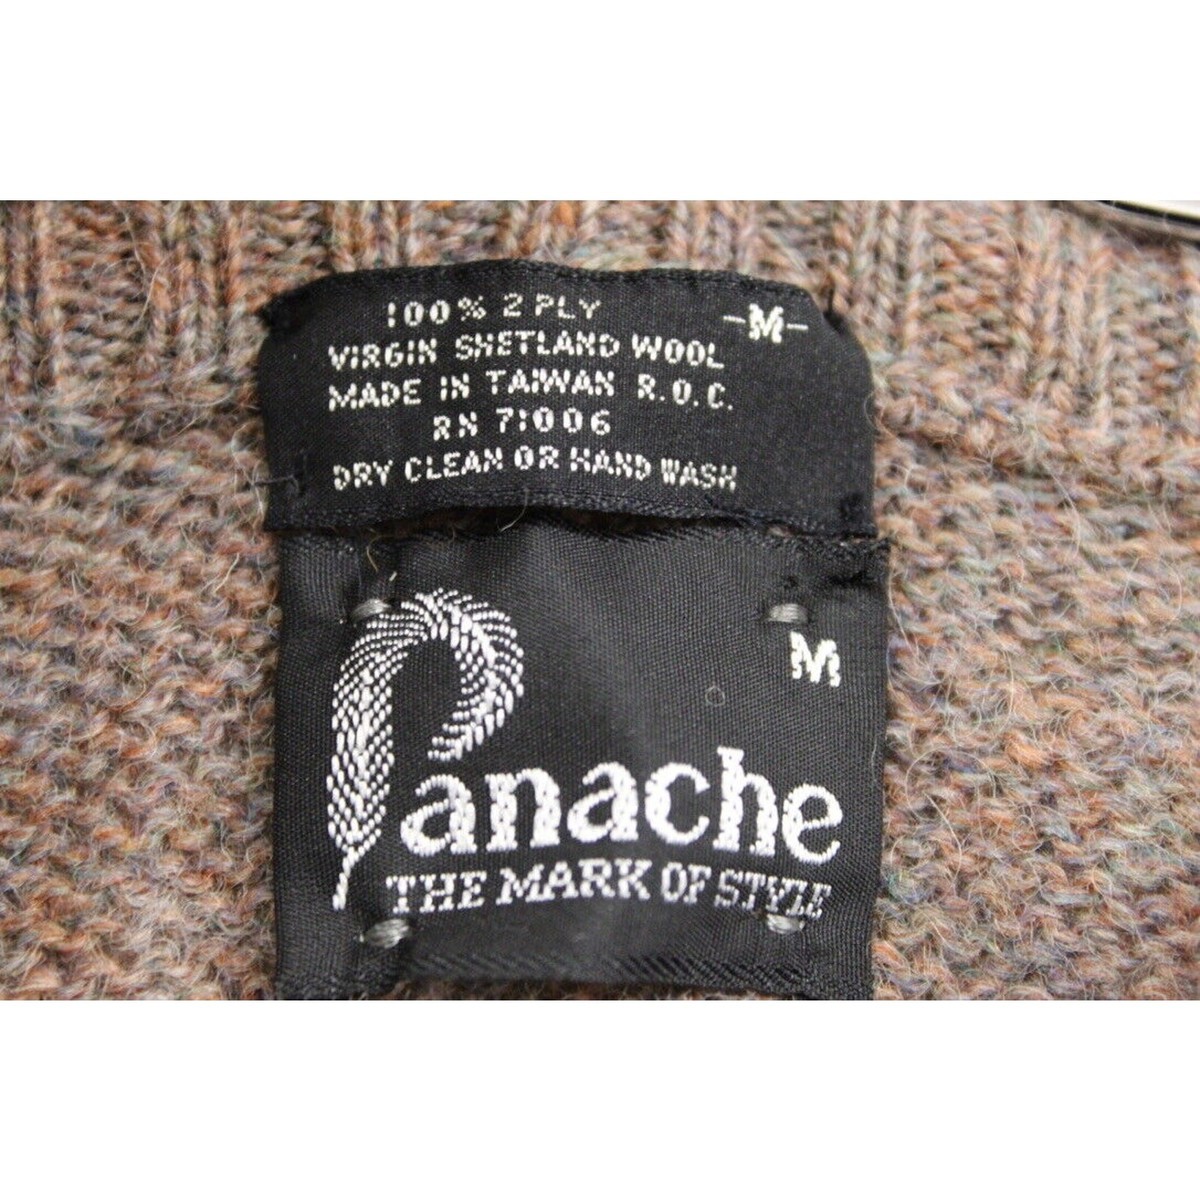 100% 2 PLY -M-
VIRGIN SHETLAND WOOL
MADE IN TAIWAN R.O.C.
RN 71006
DRY CLEAN OR HAND WASH
M
Panache
THE MARK OF STYLE